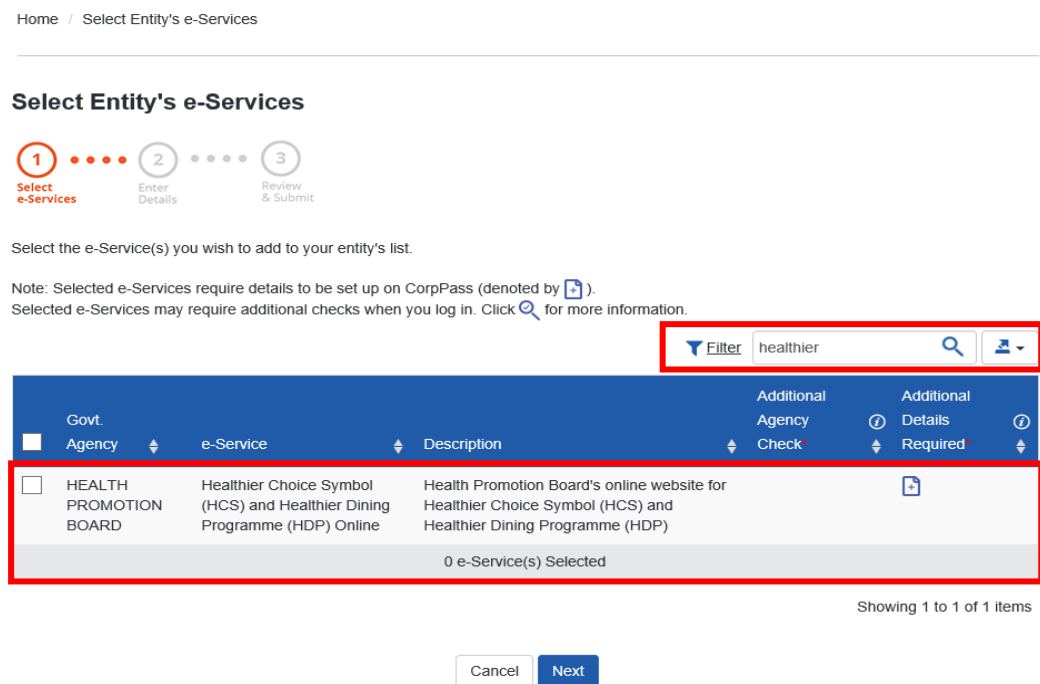 Home / Select Entity's e-Services
Select Entity's e-Services
1 2 3
Select e-Services
Enter Details
Review & Submit
Select the e-Service(s) you wish to add to your entity's list.
Note: Selected e-Services require details to be set up on CorpPass (denoted by ).
Selected e-Services may require additional checks when you log in. Click for more information.
Filter healthier
Govt. Agency
e-Service
Description
Additional Agency Check*
Additional Details Required*
HEALTH
PROMOTION
BOARD
Healthier Choice Symbol
(HCS) and Healthier Dining
Programme (HDP) Online
Health Promotion Board's online website for
Healthier Choice Symbol (HCS) and
Healthier Dining Programme (HDP)
0 e-Service(s) Selected
Showing 1 to 1 of 1 items
Cancel
Next